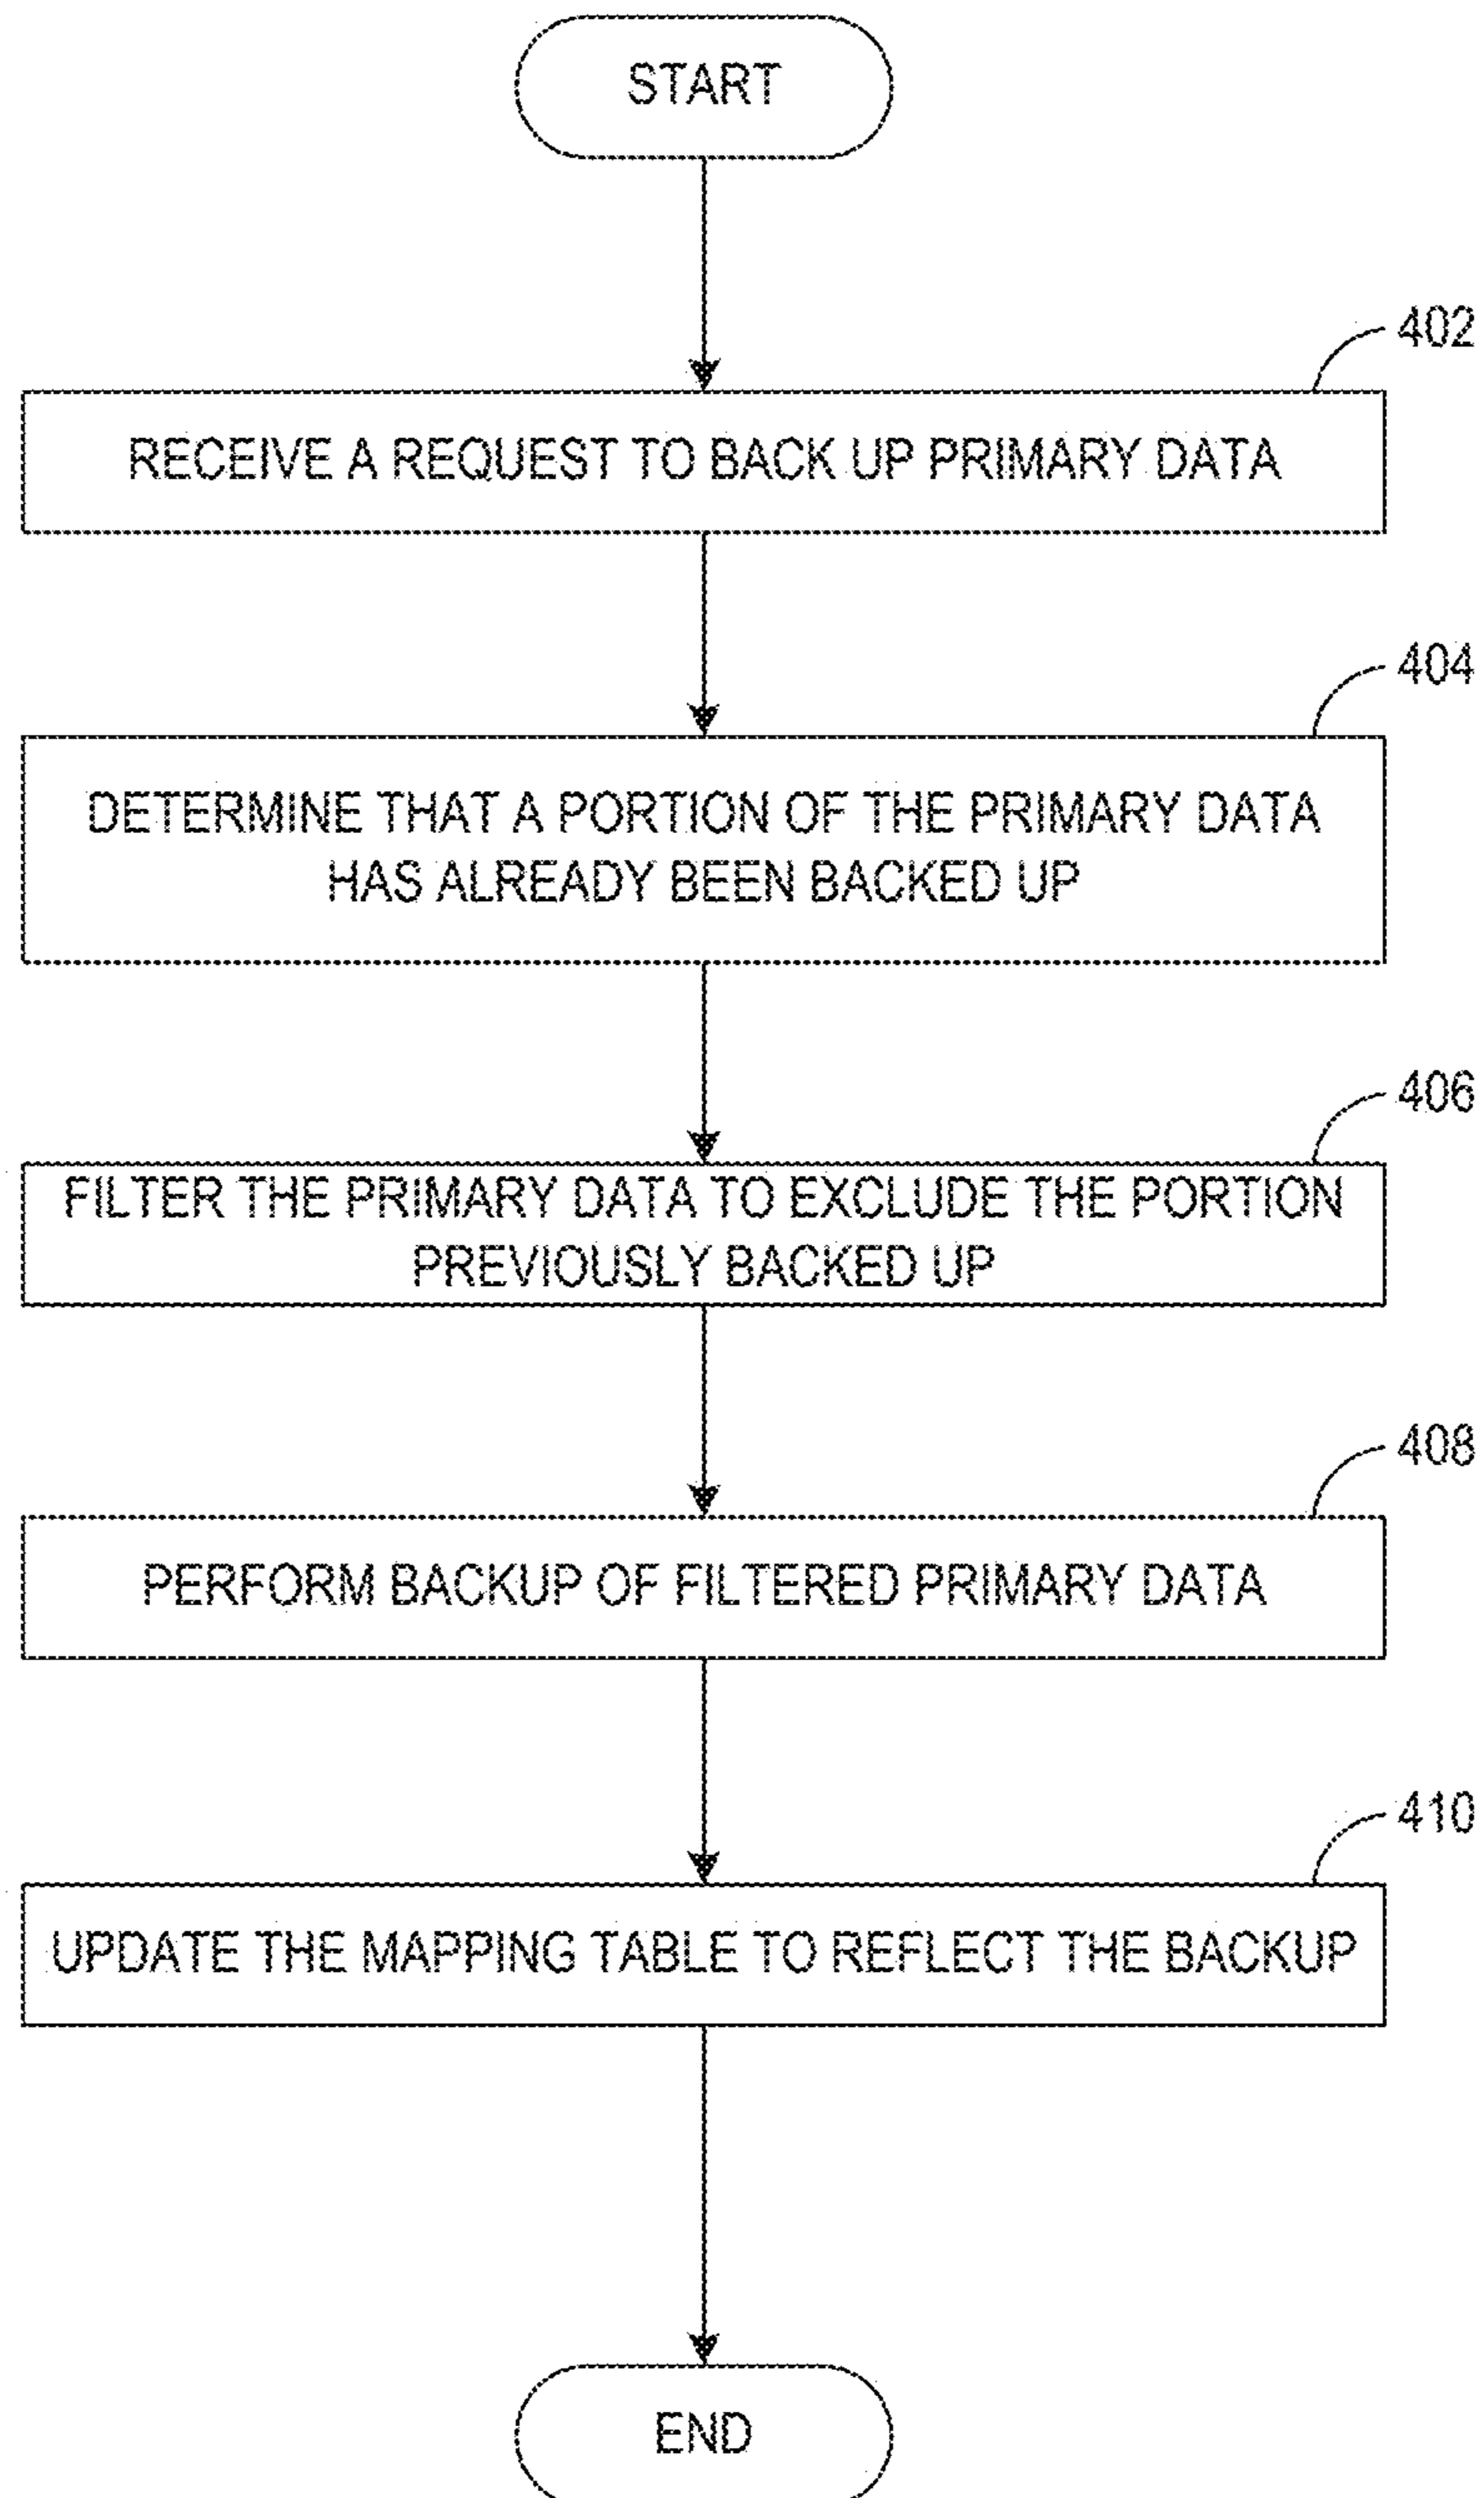 START
402
RECEIVE A REQUEST TO BACK UP PRIMARY DATA
404
DETERMINE THAT A PORTION OF THE PRIMARY DATA
HAS ALREADY BEEN BACKED UP
406
FILTER THE PRIMARY DATA TO EXCLUDE THE PORTION
PREVIOUSLY BACKED UP
408
PERFORM BACKUP OF FILTERED PRIMARY DATA
410
UPDATE THE MAPPING TABLE TO REFLECT THE BACKUP
END